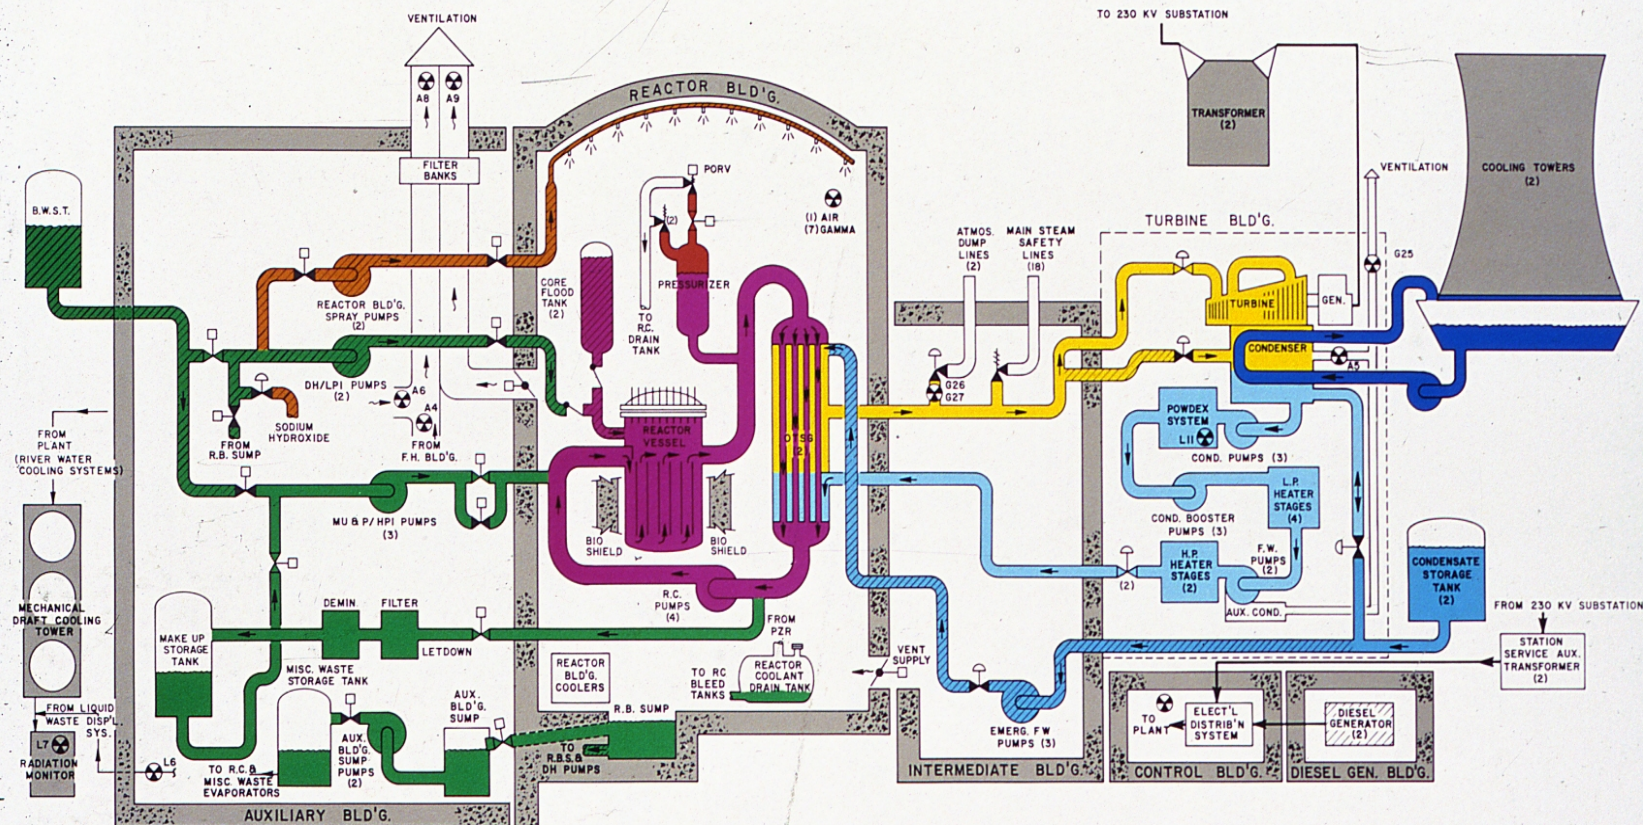 VENTILATION
A8 A9
FILTER
BANKS
REACTOR BLD'G.
TO 230 KV SUBSTATION
TRANSFORMER
(2)
COOLING TOWERS
(2)
VENTILATION
G25
TURBINE BLD'G.
B.W.S.T.
REACTOR BLD'G.
SPRAY PUMPS
(2)
DH/LPI PUMPS
(2)
A6
A4
FROM
F.H. BLD'G.
SODIUM
HYDROXIDE
FROM
R.B. SUMP
FROM
PLANT
(RIVER WATER
COOLING SYSTEMS)
MECHANICAL
DRAFT COOLING
TOWER
FROM LIQUID
WASTE DISP'L.
SYS.
L7
RADIATION
MONITOR
L6
MU & P/HPI PUMPS
(3)
DEMIN.
FILTER
LETDOWN
MAKE UP
STORAGE
TANK
MISC. WASTE
STORAGE TANK
AUX.
BLD'G.
SUMP
PUMPS
(2)
AUX.
BLD'G.
SUMP
TO R.C. &
MISC. WASTE
EVAPORATORS
AUXILIARY BLD'G.
PORV
(2)
(1) AIR
(7) GAMMA
CORE
FLOOD
TANK
(2)
TO
R.C.
DRAIN
TANK
PRESSURIZER
REACTOR
VESSEL
BIO
SHIELD
BIO
SHIELD
OTSG
(2)
R.C.
PUMPS
(4)
FROM
PZR
REACTOR
BLD'G.
COOLERS
TO RC
BLEED
TANKS
REACTOR
COOLANT
DRAIN TANK
VENT
SUPPLY
R.B. SUMP
TO
R.B.S.&
DH PUMPS
ATMOS.
DUMP
LINES
(2)
MAIN STEAM
SAFETY
LINES
(18)
G26
G27
TURBINE
GEN.
CONDENSER
A5
POWDEX
SYSTEM
L11
COND. PUMPS (3)
COND. BOOSTER
PUMPS (3)
L.P.
HEATER
STAGES
(4)
H.P.
HEATER
STAGES
(2)
F.W.
PUMPS
(2)
(2)
AUX. COND.
CONDENSATE
STORAGE
TANK
(2)
FROM 230 KV SUBSTATION
STATION
SERVICE AUX.
TRANSFORMER
(2)
EMERG. FW
PUMPS (3)
INTERMEDIATE BLD'G.
TO
PLANT
ELECT'L
DISTRIB'N
SYSTEM
CONTROL BLD'G.
DIESEL
GENERATOR
(2)
DIESEL GEN. BLD'G.